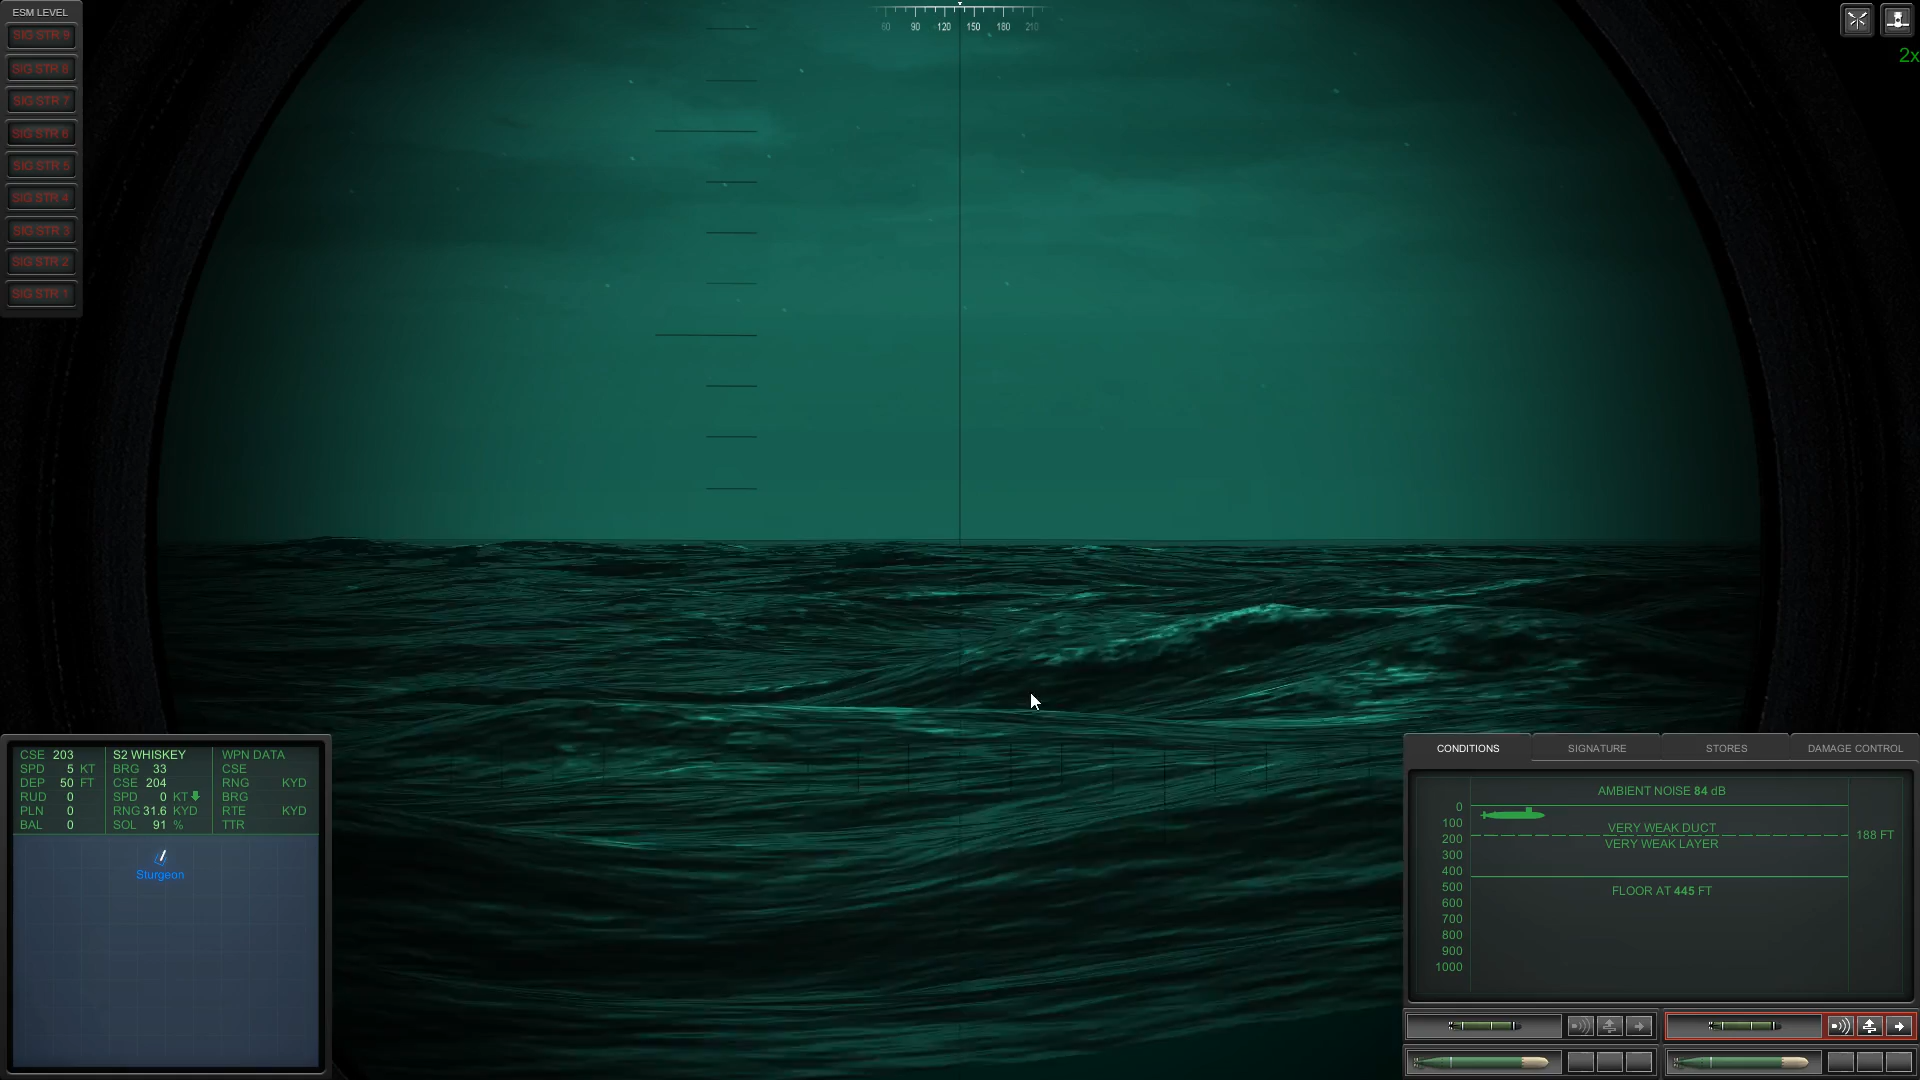 ESM LEVEL
SIG STR 9
SIG STR 8
SIG STR 7
SIG STR 6
SIG STR 5
SIG STR 4
SIG STR 3
SIG STR 2
SIG STR 1
60 90 120 150 180 210
2x
CSE 203
SPD 5 KT
DEP 50 FT
RUD 0
PLN 0
BAL 0
S2 WHISKEY
BRG 33
CSE 204
SPD 0 KT
RNG 31.6 KYD
SOL 91 %
WPN DATA
CSE
RNG KYD
BRG
RTE KYD
TTR
Sturgeon
CONDITIONS SIGNATURE STORES DAMAGE CONTROL
AMBIENT NOISE 84 dB
0
100
200
300
400
500
600
700
800
900
1000
VERY WEAK DUCT
188 FT
VERY WEAK LAYER
FLOOR AT 445 FT